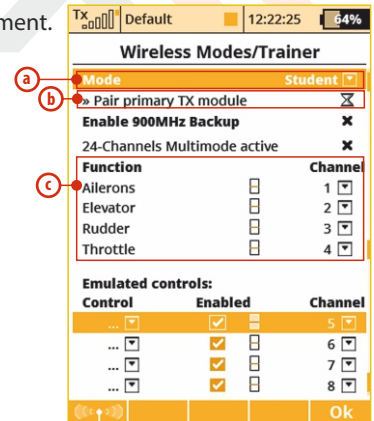 ment.
Tx Default 12:22:25 64%
Wireless Modes/Trainer
a Mode Student
b » Pair primary TX module
Enable 900MHz Backup
24-Channels Multimode active
c Function Channel
Ailerons 1
Elevator 2
Rudder 3
Throttle 4
Emulated controls:
Control Enabled Channel
... 5
... 6
... 7
... 8
Ok